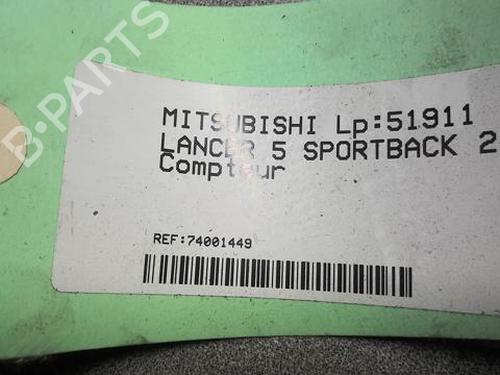 B-PARTS
MITSUBISHI Lp:51911
LANCER 5 SPORTBACK 2
Compteur
REF:74001449